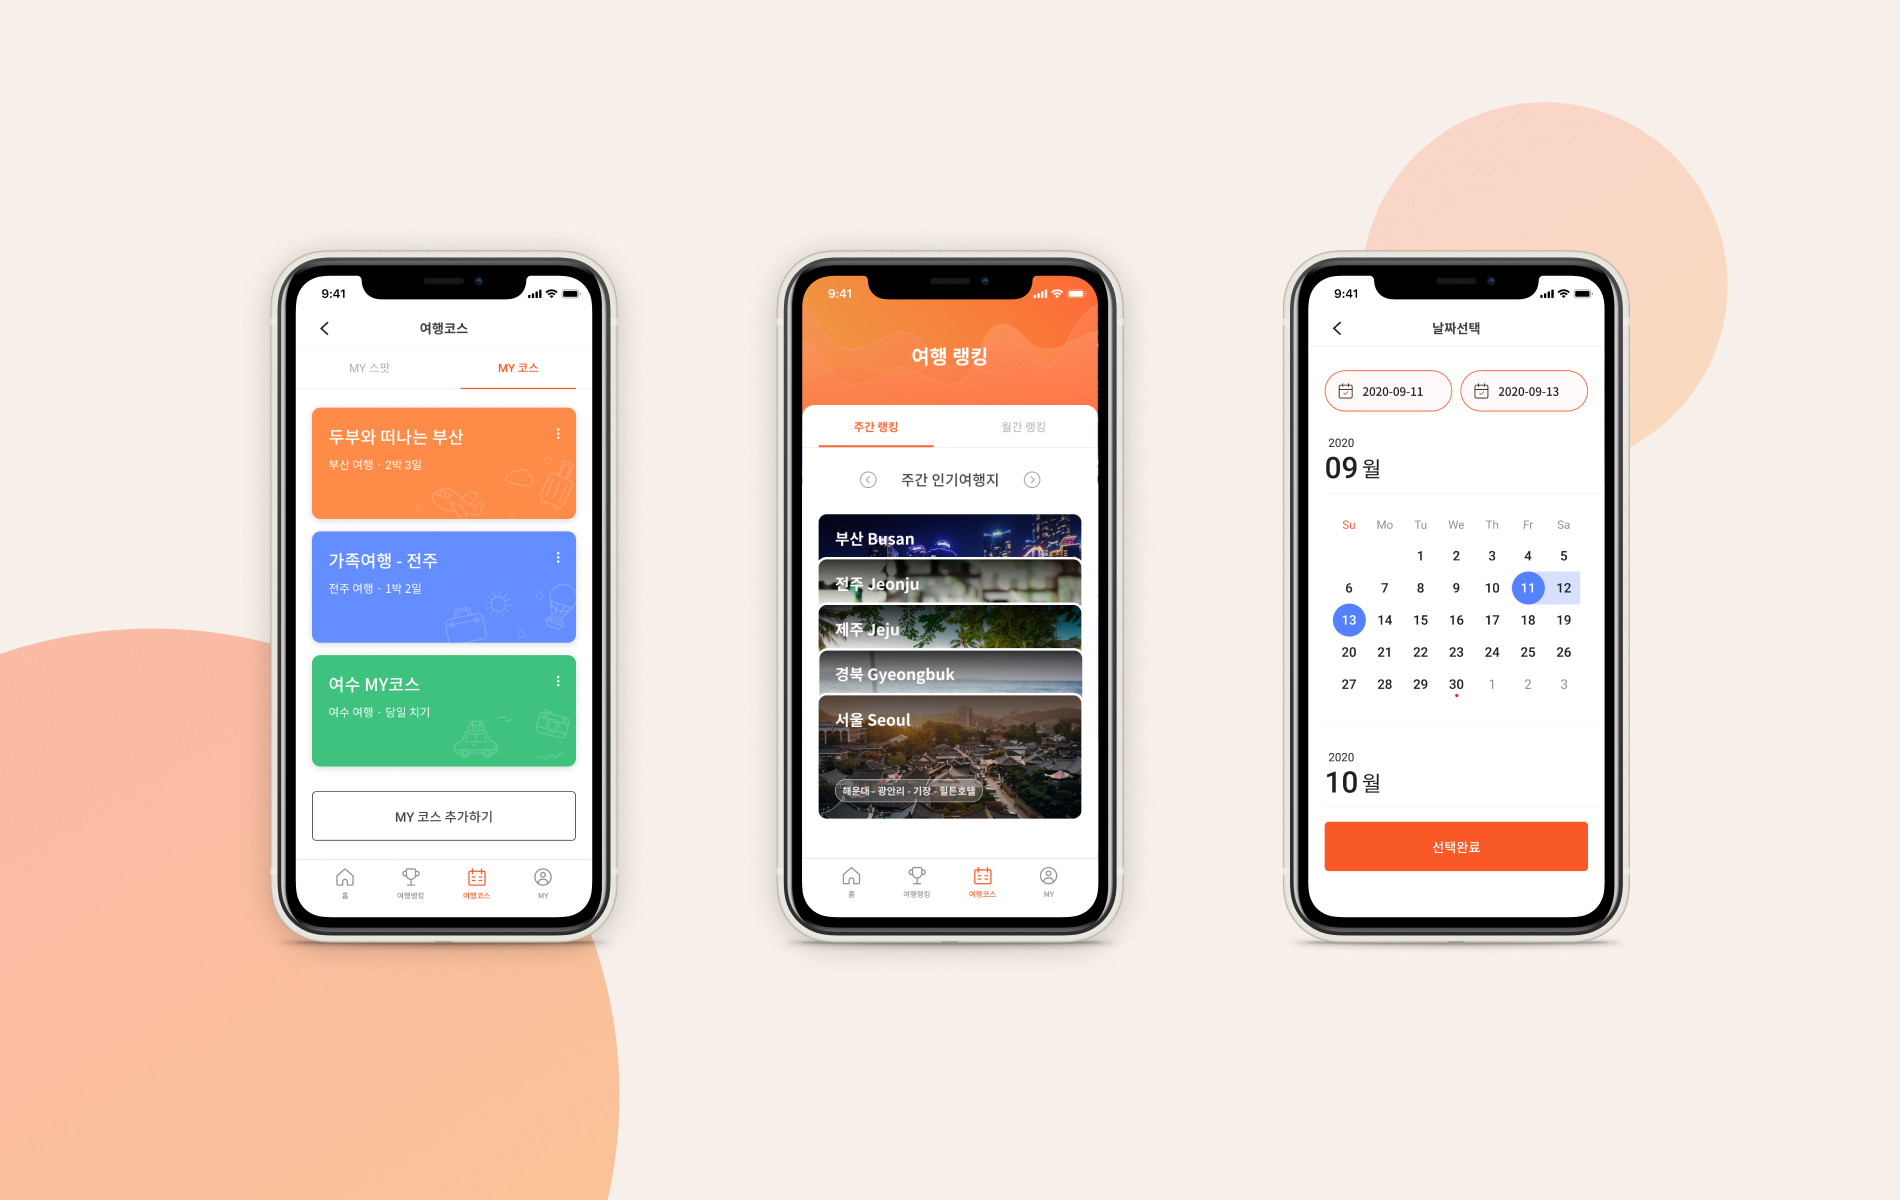 9:41
여행코스
MY 스팟
MY 코스
두부와 떠나는 부산
부산 여행 · 2박 3일
가족여행 - 전주
전주 여행 · 1박 2일
여수 MY코스
여수 여행 · 당일 치기
MY 코스 추가하기
홈
여행랭킹
여행코스
MY
9:41
여행 랭킹
주간 랭킹
월간 랭킹
주간 인기여행지
부산 Busan
전주 Jeonju
제주 Jeju
경북 Gyeongbuk
서울 Seoul
해운대 - 광안리 - 기장 - 힐튼호텔
홈
여행랭킹
여행코스
MY
9:41
날짜선택
2020-09-11
2020-09-13
2020
09 월
Su Mo Tu We Th Fr Sa
1 2 3 4 5
6 7 8 9 10 11 12
13 14 15 16 17 18 19
20 21 22 23 24 25 26
27 28 29 30 1 2 3
2020
10 월
선택완료